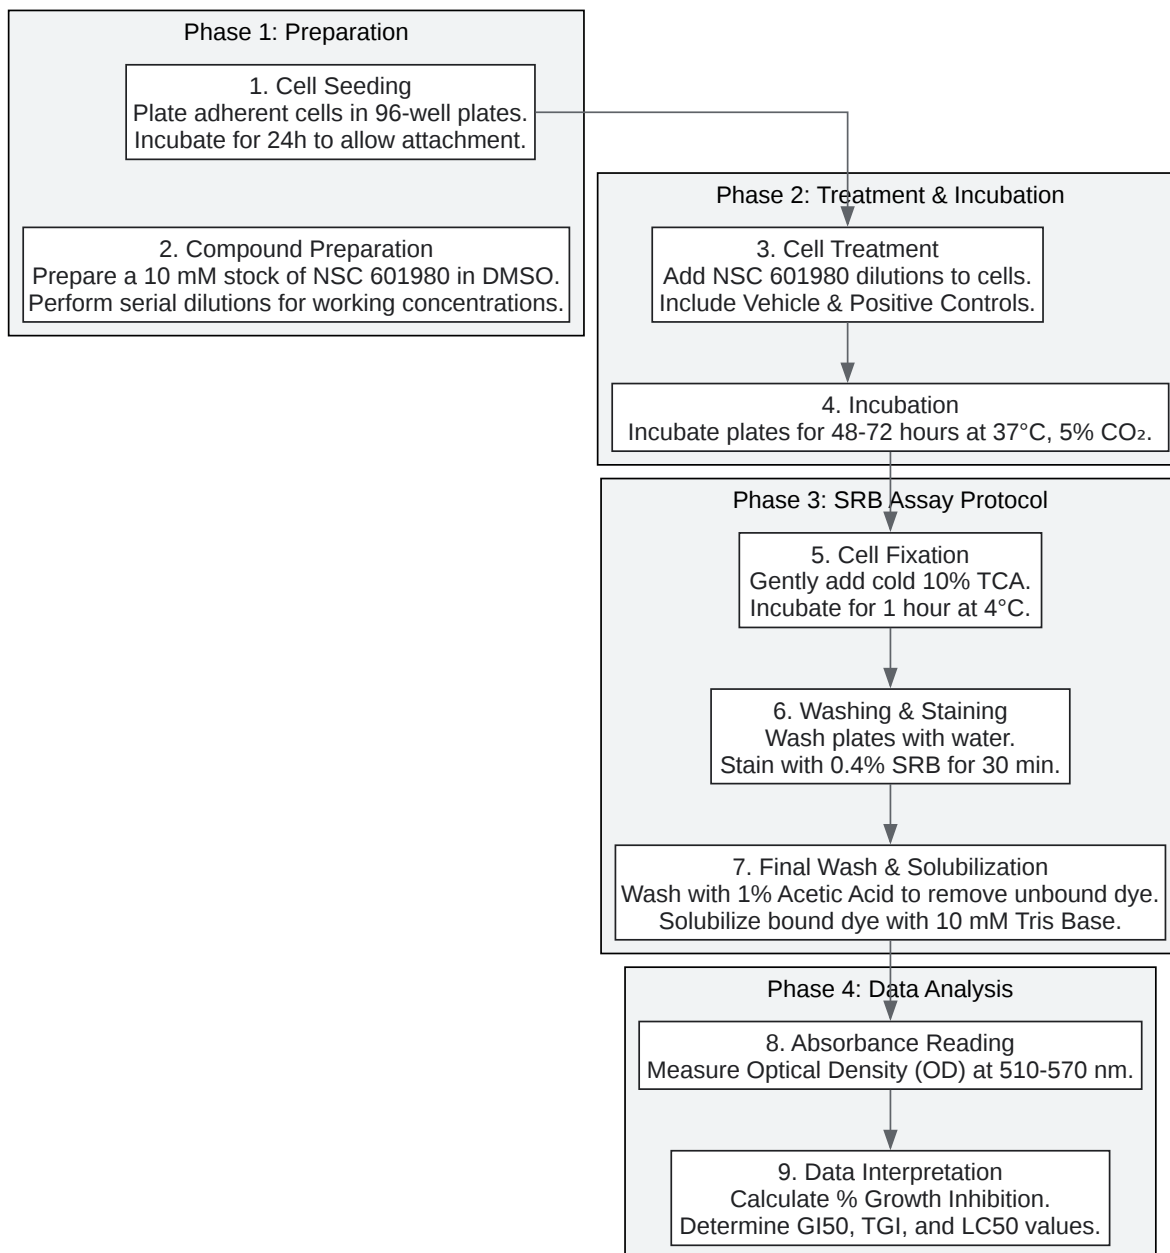 Phase 1: Preparation
1. Cell Seeding
Plate adherent cells in 96-well plates.
Incubate for 24h to allow attachment.
2. Compound Preparation
Prepare a 10 mM stock of NSC 601980 in DMSO.
Perform serial dilutions for working concentrations.
Phase 2: Treatment & Incubation
3. Cell Treatment
Add NSC 601980 dilutions to cells.
Include Vehicle & Positive Controls.
4. Incubation
Incubate plates for 48-72 hours at 37°C, 5% CO₂.
Phase 3: SRB Assay Protocol
5. Cell Fixation
Gently add cold 10% TCA.
Incubate for 1 hour at 4°C.
6. Washing & Staining
Wash plates with water.
Stain with 0.4% SRB for 30 min.
7. Final Wash & Solubilization
Wash with 1% Acetic Acid to remove unbound dye.
Solubilize bound dye with 10 mM Tris Base.
Phase 4: Data Analysis
8. Absorbance Reading
Measure Optical Density (OD) at 510-570 nm.
9. Data Interpretation
Calculate % Growth Inhibition.
Determine GI50, TGI, and LC50 values.